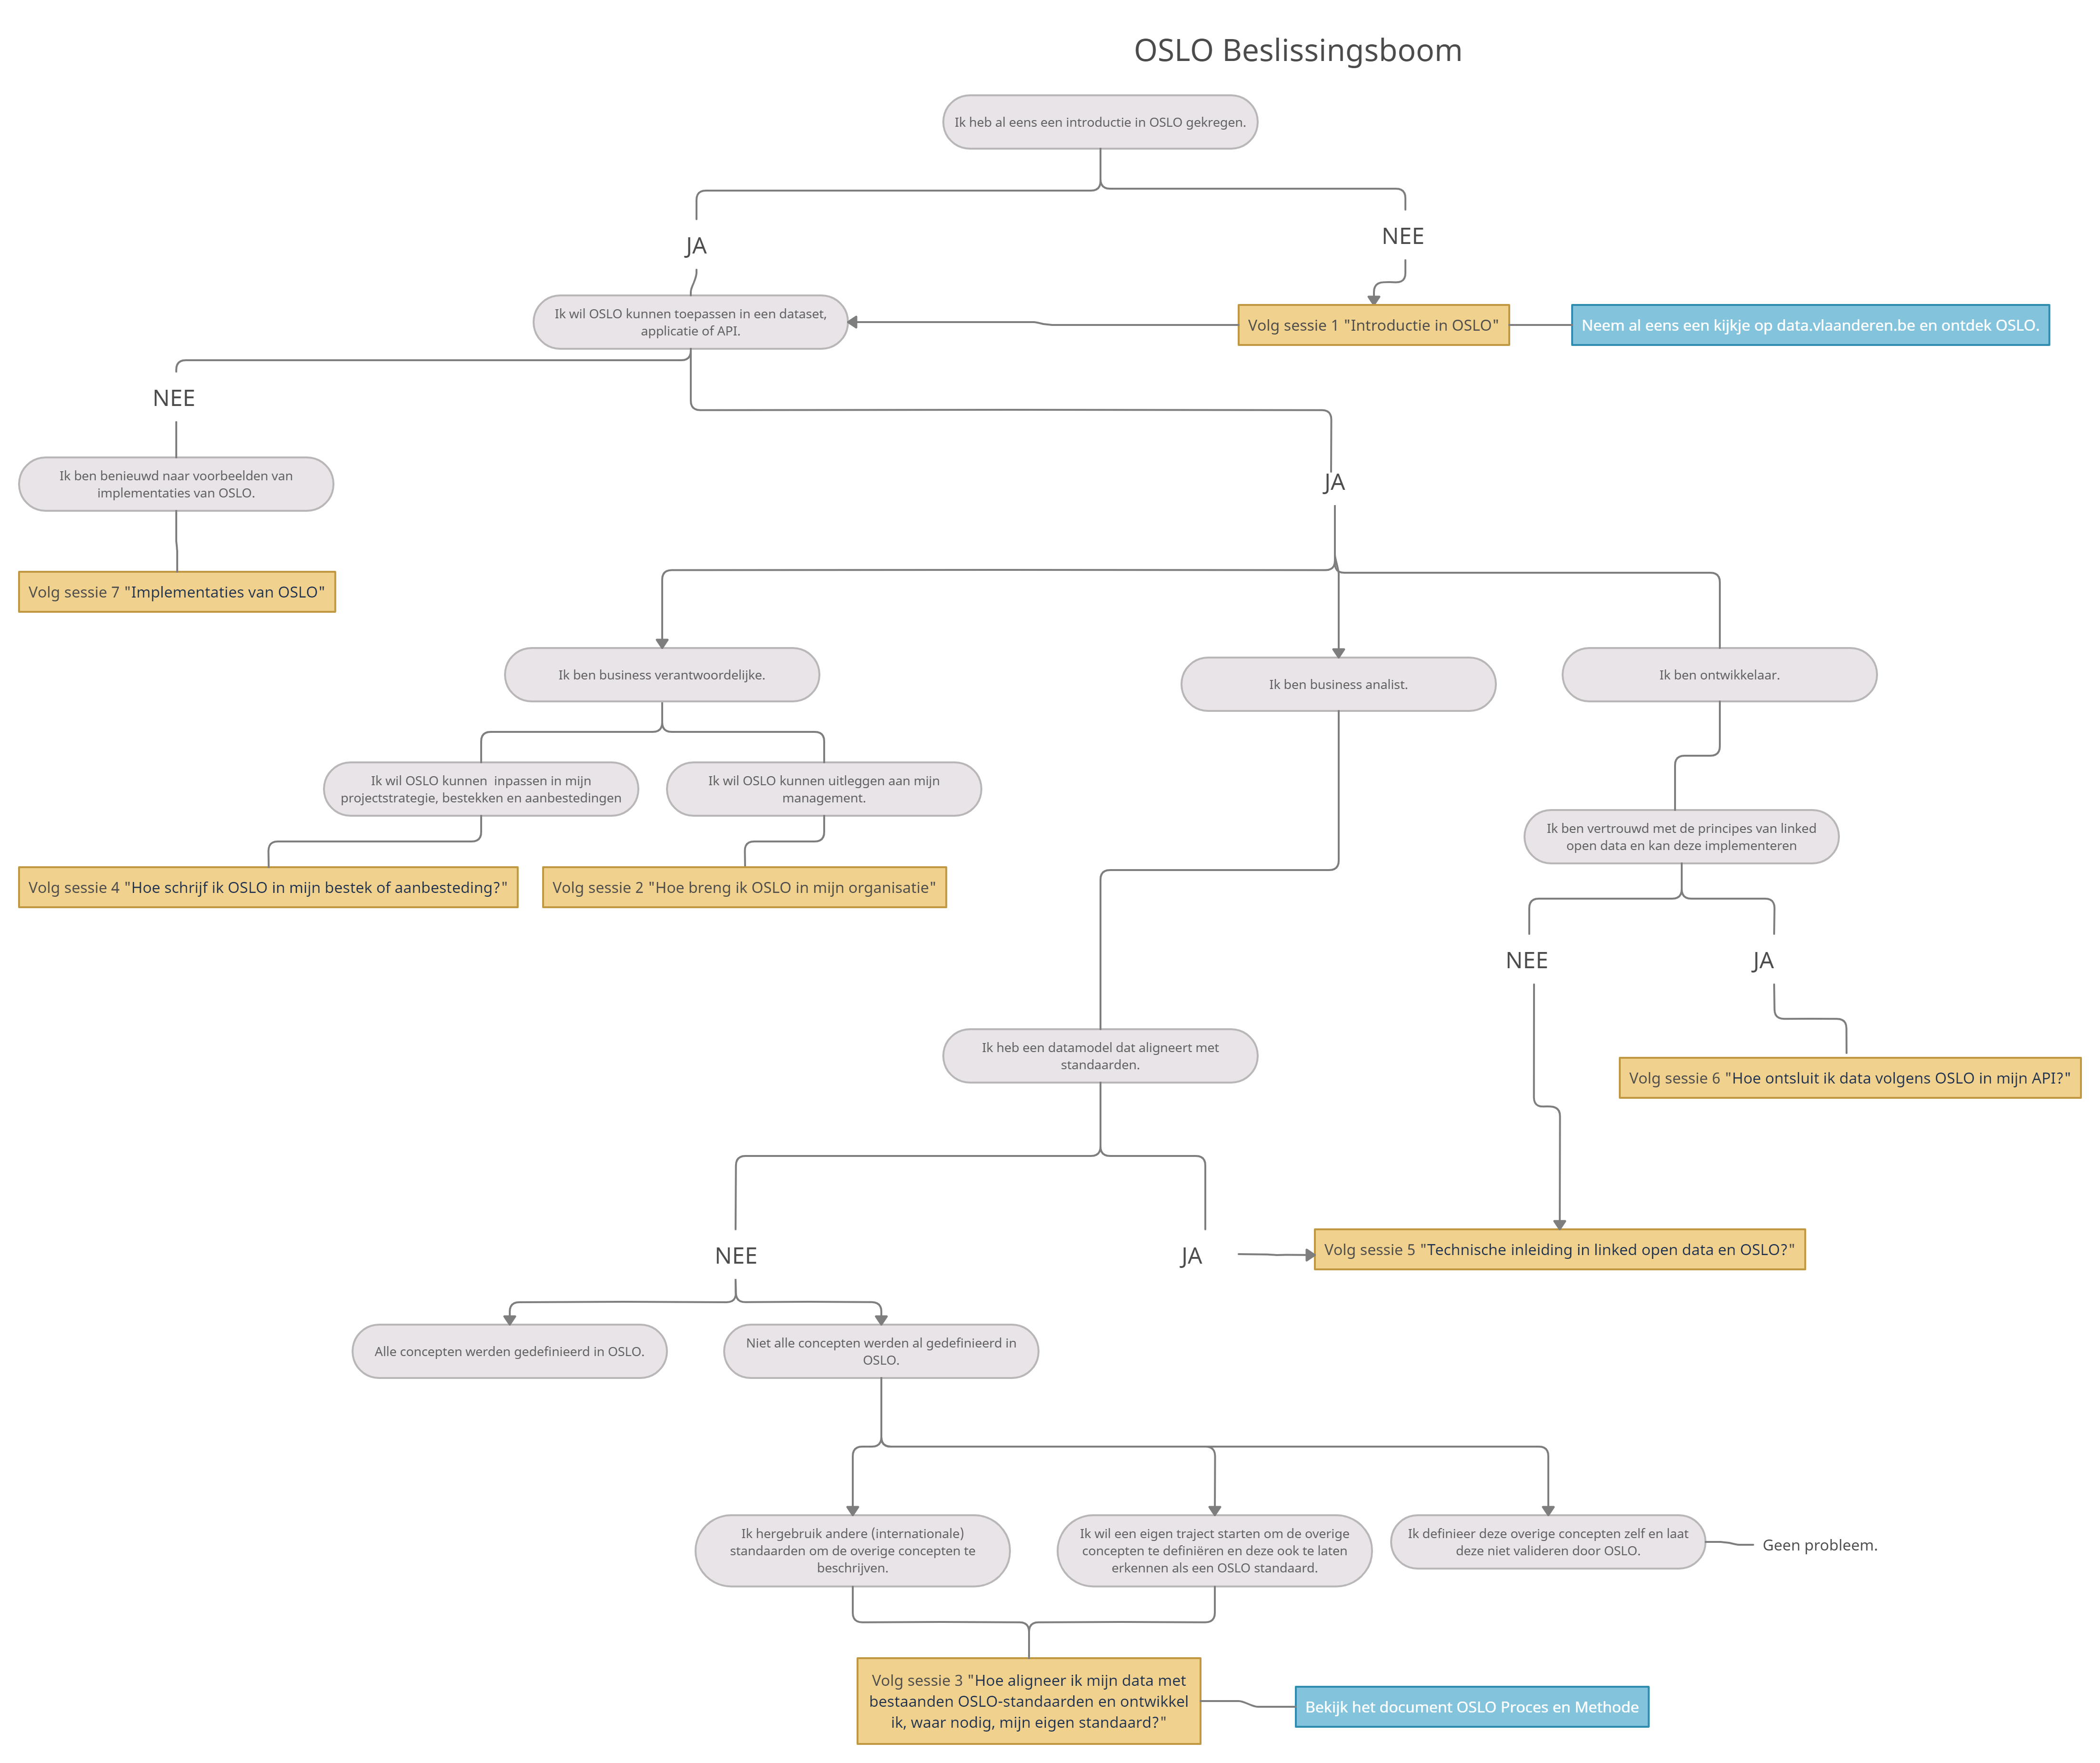 OSLO Beslissingsboom
Ik heb al eens een introductie in OSLO gekregen.
JA
NEE
Ik wil OSLO kunnen toepassen in een dataset,
applicatie of API.
Volg sessie 1 "Introductie in OSLO"
Neem al eens een kijkje op data.vlaanderen.be en ontdek OSLO.
NEE
JA
Ik ben benieuwd naar voorbeelden van
implementaties van OSLO.
Volg sessie 7 "Implementaties van OSLO"
Ik ben business verantwoordelijke.
Ik ben business analist.
Ik ben ontwikkelaar.
Ik wil OSLO kunnen  inpassen in mijn
projectstrategie, bestekken en aanbestedingen
Ik wil OSLO kunnen uitleggen aan mijn
management.
Ik ben vertrouwd met de principes van linked
open data en kan deze implementeren
Volg sessie 4 "Hoe schrijf ik OSLO in mijn bestek of aanbesteding?"
Volg sessie 2 "Hoe breng ik OSLO in mijn organisatie"
NEE
JA
Ik heb een datamodel dat aligneert met
standaarden.
Volg sessie 6 "Hoe ontsluit ik data volgens OSLO in mijn API?"
NEE
JA
Volg sessie 5 "Technische inleiding in linked open data en OSLO?"
Alle concepten werden gedefinieerd in OSLO.
Niet alle concepten werden al gedefinieerd in
OSLO.
Ik hergebruik andere (internationale)
standaarden om de overige concepten te
beschrijven.
Ik wil een eigen traject starten om de overige
concepten te definiëren en deze ook te laten
erkennen als een OSLO standaard.
Ik definieer deze overige concepten zelf en laat
deze niet valideren door OSLO.
Geen probleem.
Volg sessie 3 "Hoe aligneer ik mijn data met
bestaanden OSLO-standaarden en ontwikkel
ik, waar nodig, mijn eigen standaard?"
Bekijk het document OSLO Proces en Methode